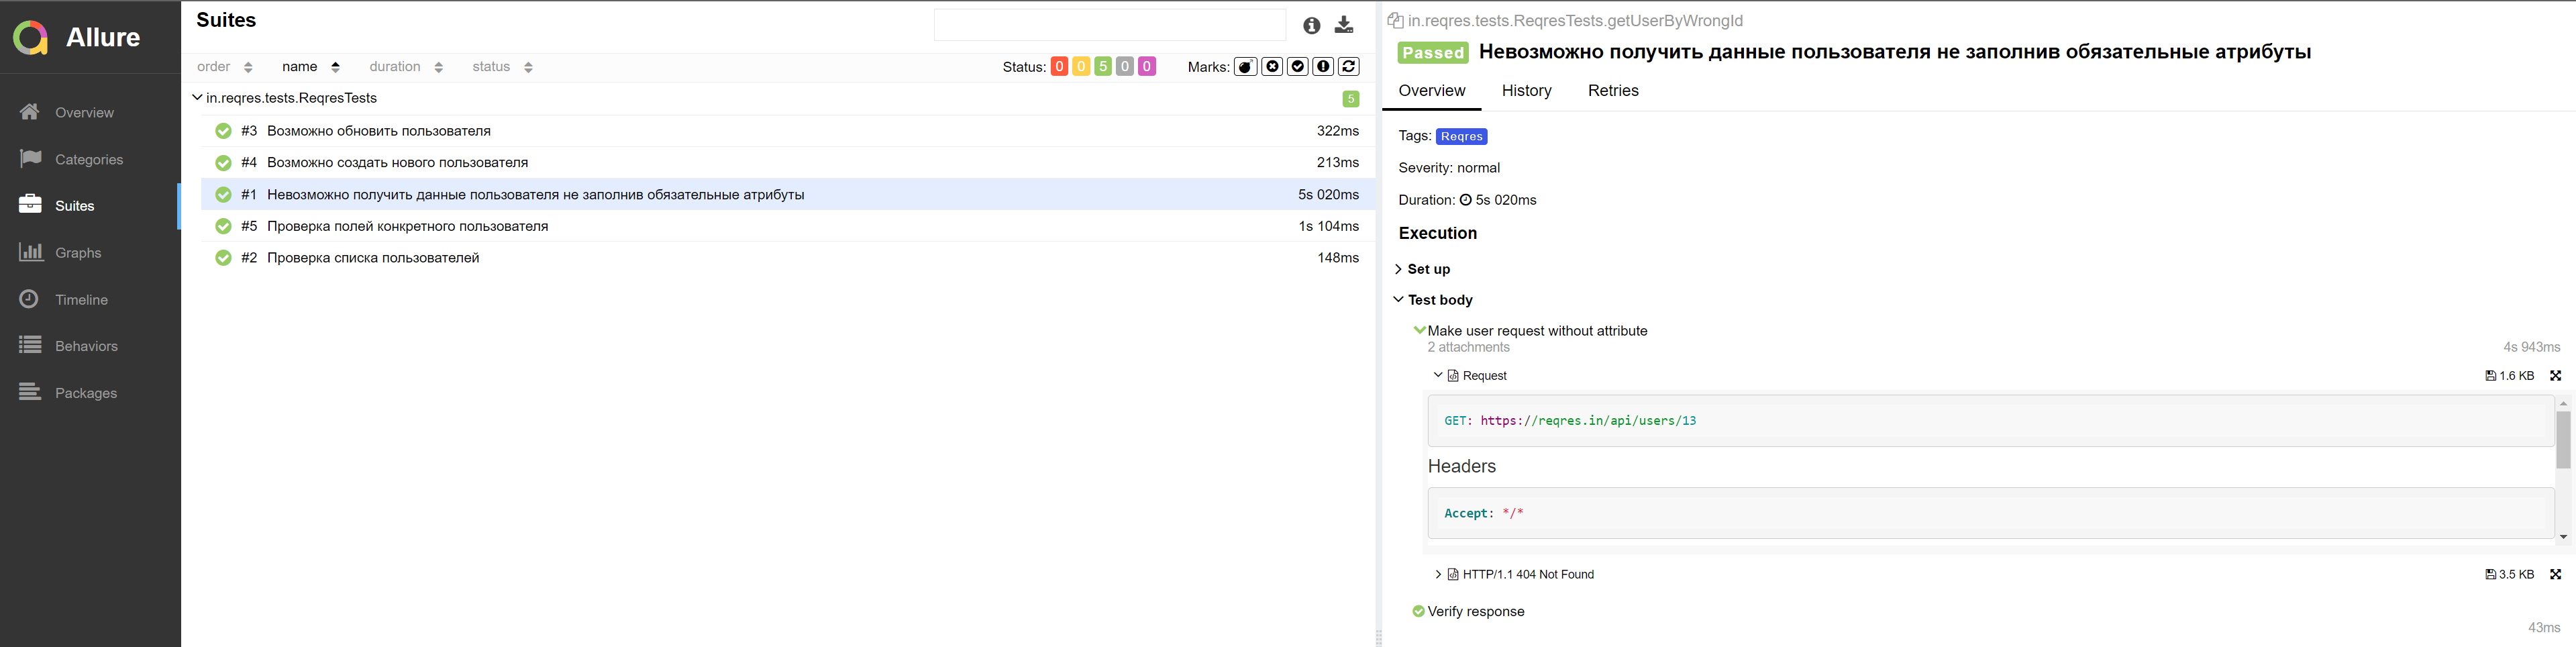 Allure
Overview
Categories
Suites
Graphs
Timeline
Behaviors
Packages
Suites
order name duration status Status: 0 0 5 0 0 Marks:
in.reqres.tests.ReqresTests 5
#3 Возможно обновить пользователя 322ms
#4 Возможно создать нового пользователя 213ms
#1 Невозможно получить данные пользователя не заполнив обязательные атрибуты 5s 020ms
#5 Проверка полей конкретного пользователя 1s 104ms
#2 Проверка списка пользователей 148ms
in.reqres.tests.ReqresTests.getUserByWrongId
Passed Невозможно получить данные пользователя не заполнив обязательные атрибуты
Overview History Retries
Tags: Reqres
Severity: normal
Duration: 5s 020ms
Execution
Set up
Test body
Make user request without attribute
2 attachments 4s 943ms
Request 1.6 KB
GET: https://reqres.in/api/users/13
Headers
Accept: */*
HTTP/1.1 404 Not Found 3.5 KB
Verify response
43ms